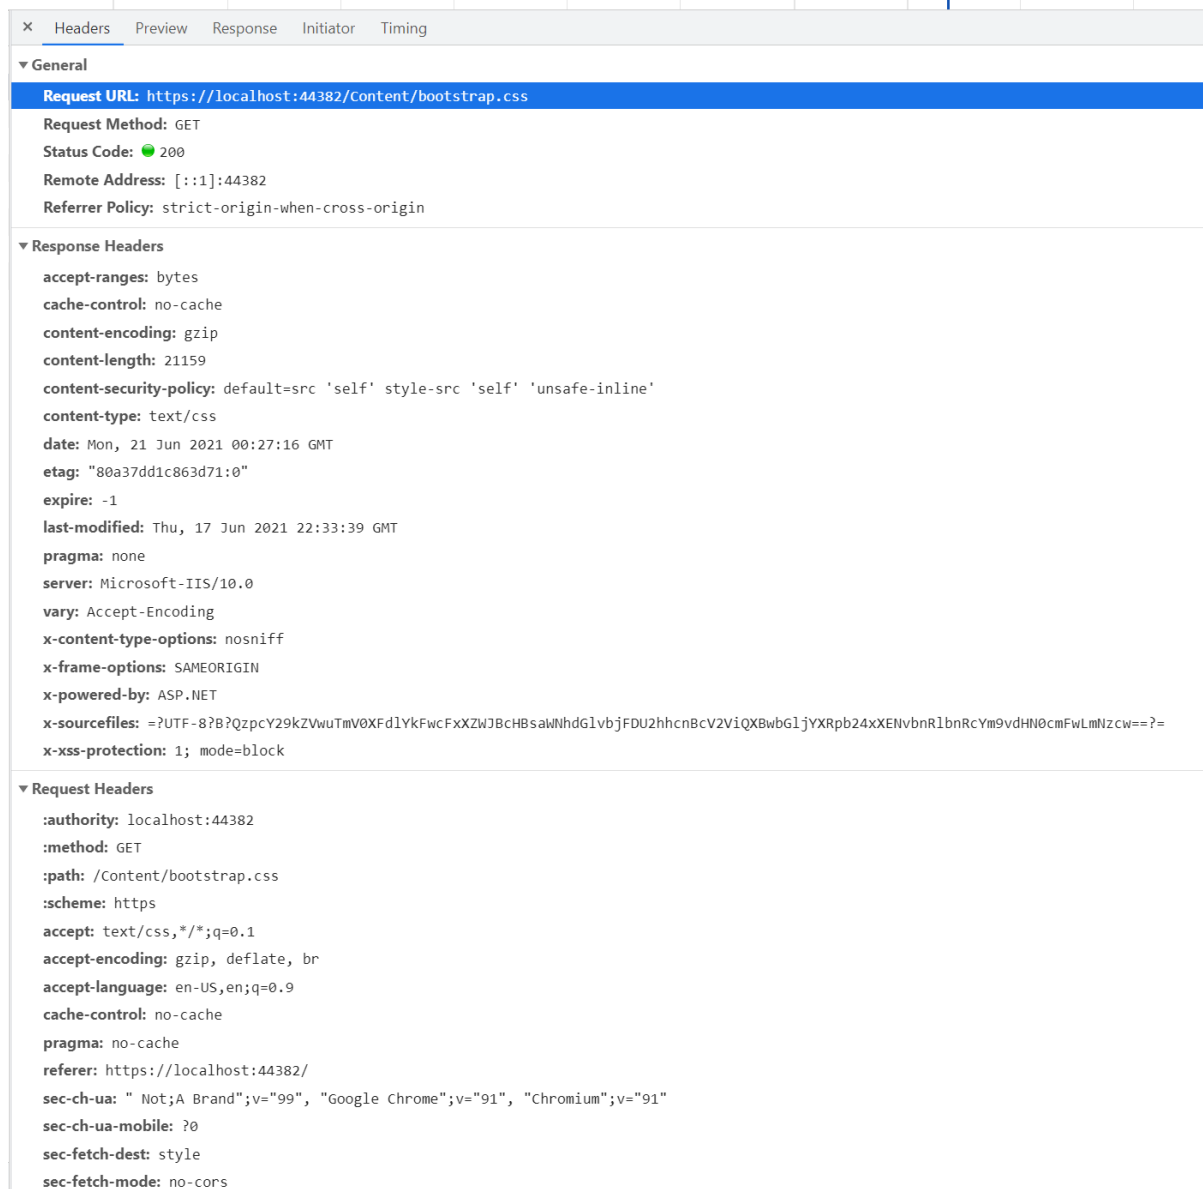 × Headers Preview Response Initiator Timing
▼ General
Request URL: https://localhost:44382/Content/bootstrap.css
Request Method: GET
Status Code: 200
Remote Address: [::1]:44382
Referrer Policy: strict-origin-when-cross-origin
▼ Response Headers
accept-ranges: bytes
cache-control: no-cache
content-encoding: gzip
content-length: 21159
content-security-policy: default=src 'self' style-src 'self' 'unsafe-inline'
content-type: text/css
date: Mon, 21 Jun 2021 00:27:16 GMT
etag: "80a37dd1c863d71:0"
expire: -1
last-modified: Thu, 17 Jun 2021 22:33:39 GMT
pragma: none
server: Microsoft-IIS/10.0
vary: Accept-Encoding
x-content-type-options: nosniff
x-frame-options: SAMEORIGIN
x-powered-by: ASP.NET
x-sourcefiles: =?UTF-8?B?QzpcY29kZVwuTmV0XFdlYkFwcFxXZWJBcHBsaWNhdGlvbjFDU2hhcnBcV2ViQXBwbGljYXRpb24xXENvbnRlbnRcYm9vdHN0cmFwLmNzcw==?=
x-xss-protection: 1; mode=block
▼ Request Headers
:authority: localhost:44382
:method: GET
:path: /Content/bootstrap.css
:scheme: https
accept: text/css,*/*;q=0.1
accept-encoding: gzip, deflate, br
accept-language: en-US,en;q=0.9
cache-control: no-cache
pragma: no-cache
referer: https://localhost:44382/
sec-ch-ua: " Not;A Brand";v="99", "Google Chrome";v="91", "Chromium";v="91"
sec-ch-ua-mobile: ?0
sec-fetch-dest: style
sec-fetch-mode: no-cors